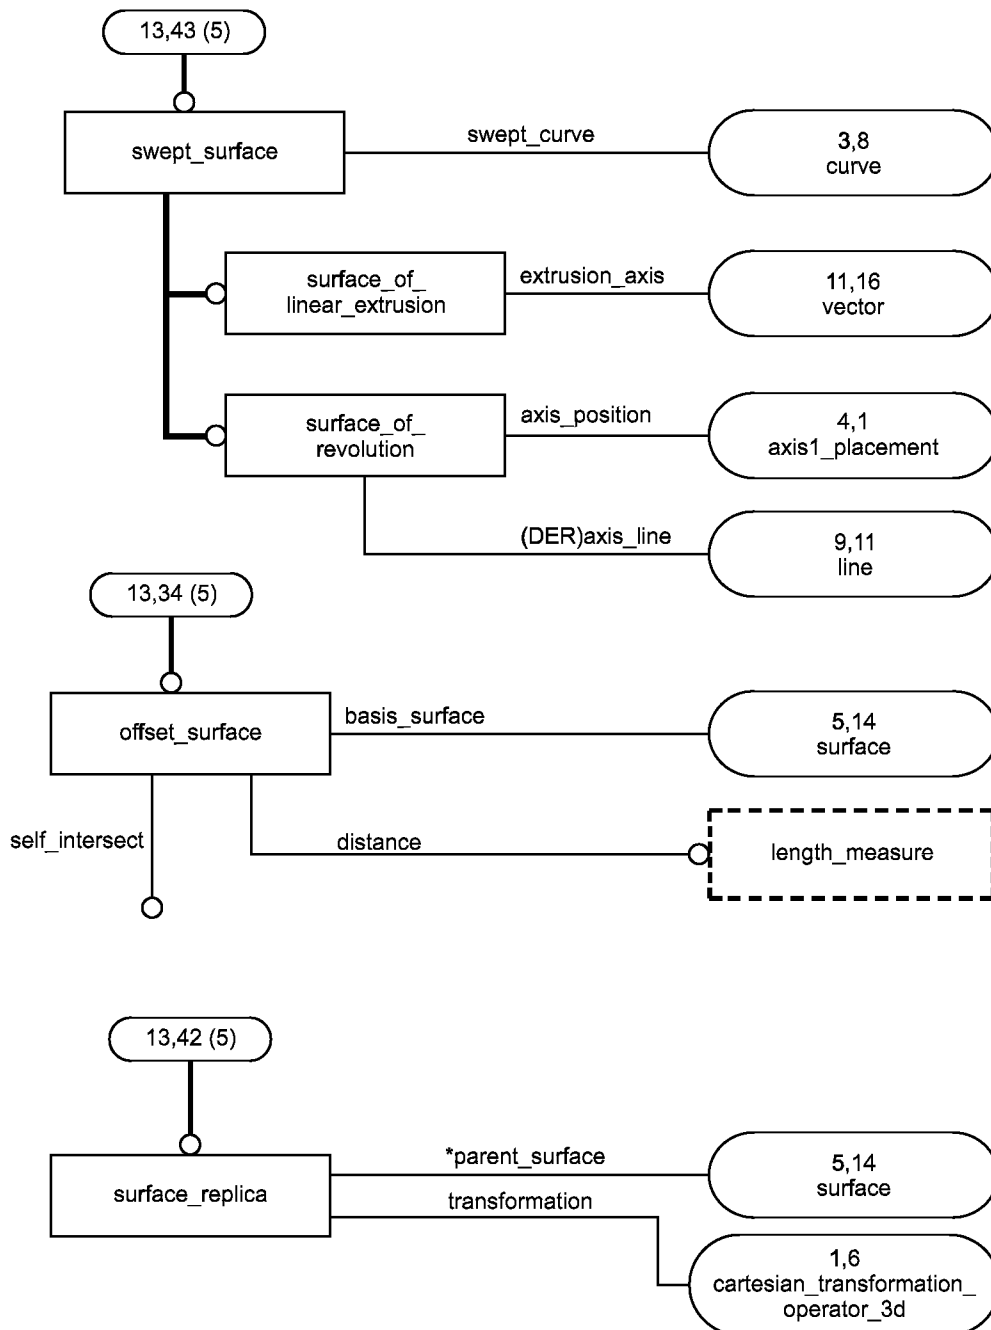 13,43 (5)
swept_surface
swept_curve
3,8
curve
surface_of_
linear_extrusion
extrusion_axis
11,16
vector
surface_of_
revolution
axis_position
4,1
axis1_placement
(DER)axis_line
9,11
line
13,34 (5)
offset_surface
basis_surface
5,14
surface
self_intersect
distance
length_measure
13,42 (5)
surface_replica
*parent_surface
5,14
surface
transformation
1,6
cartesian_transformation_
operator_3d